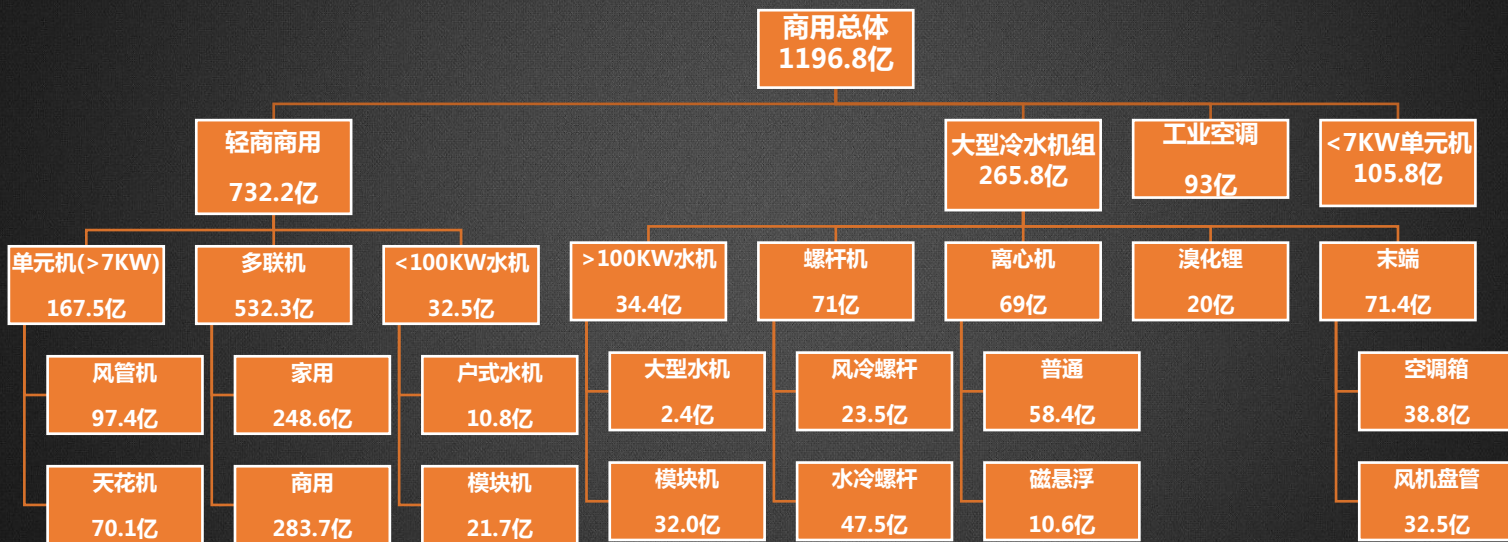 商用总体
1196.8亿
轻商商用
732.2亿
大型冷水机组
265.8亿
工业空调
93亿
<7KW单元机
105.8亿
单元机(>7KW)
167.5亿
多联机
532.3亿
<100KW水机
32.5亿
>100KW水机
34.4亿
螺杆机
71亿
离心机
69亿
溴化锂
20亿
末端
71.4亿
风管机
97.4亿
家用
248.6亿
户式水机
10.8亿
大型水机
2.4亿
风冷螺杆
23.5亿
普通
58.4亿
空调箱
38.8亿
天花机
70.1亿
商用
283.7亿
模块机
21.7亿
模块机
32.0亿
水冷螺杆
47.5亿
磁悬浮
10.6亿
风机盘管
32.5亿